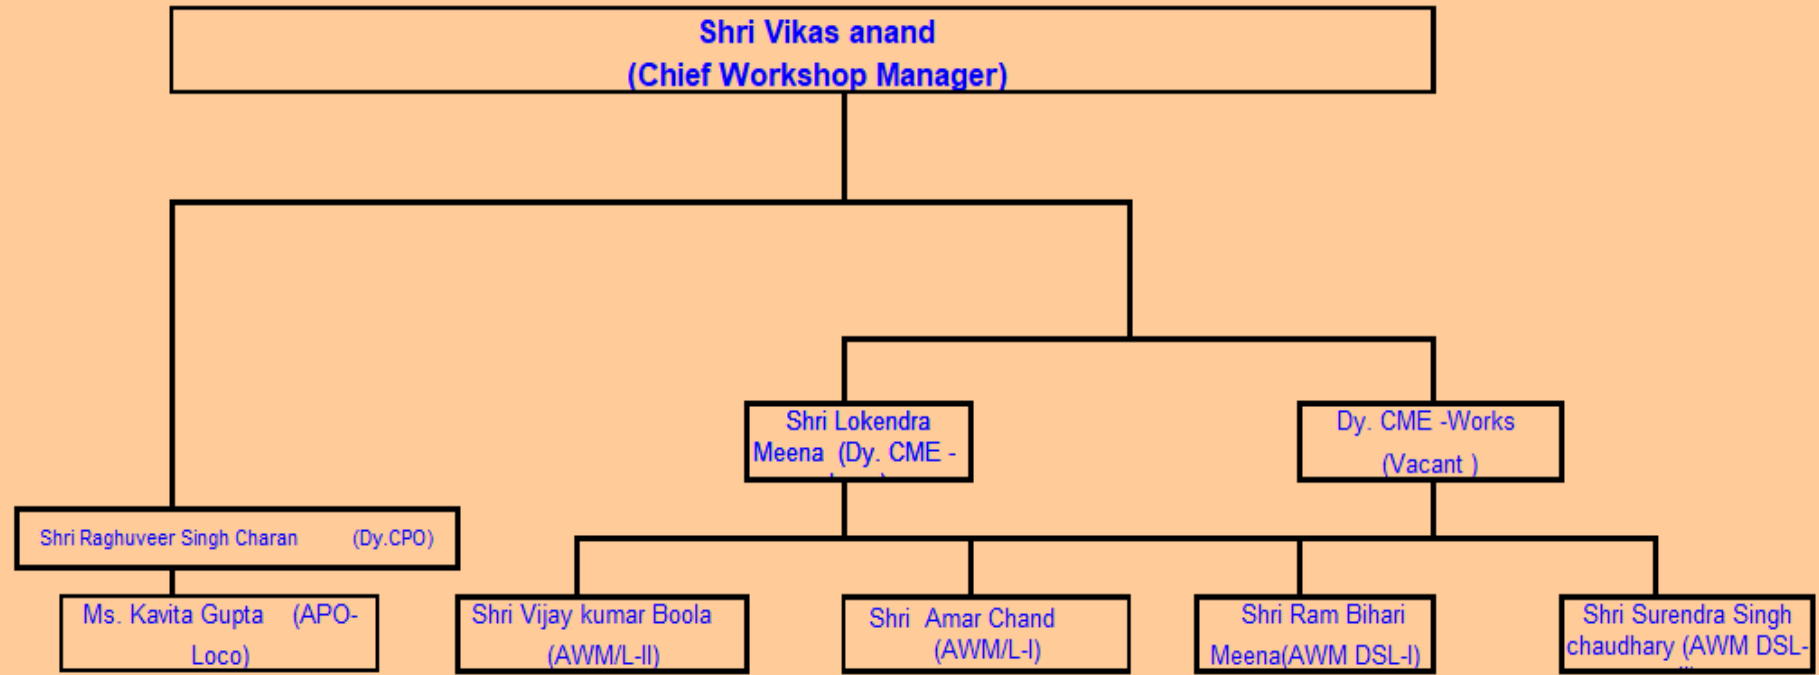 Shri Vikas anand
(Chief Workshop Manager)
Shri Lokendra
Meena (Dy. CME -
Dy. CME -Works
(Vacant )
Shri Raghuveer Singh Charan (Dy.CPO)
Ms. Kavita Gupta (APO-
Loco)
Shri Vijay kumar Boola
(AWM/L-II)
Shri Amar Chand
(AWM/L-I)
Shri Ram Bihari
Meena(AWM DSL-I)
Shri Surendra Singh
chaudhary (AWM DSL-